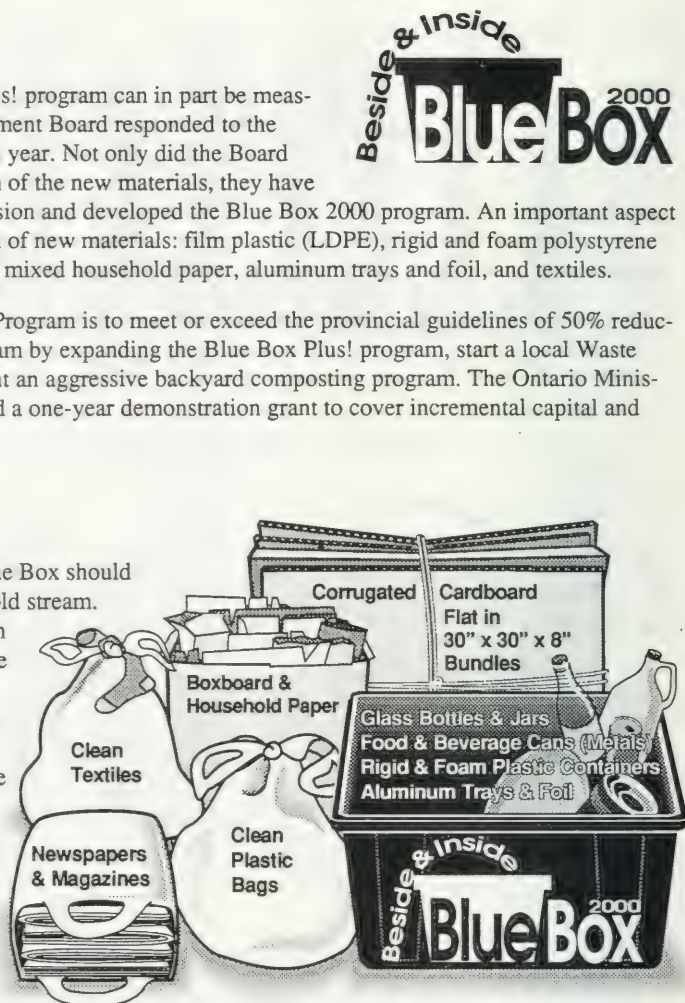 Beside & Inside
Blue Box 2000
s! program can in part be meas-
ment Board responded to the
year. Not only did the Board
of the new materials, they have
sion and developed the Blue Box 2000 program. An important aspect
of new materials: film plastic (LDPE), rigid and foam polystyrene
mixed household paper, aluminum trays and foil, and textiles.
Program is to meet or exceed the provincial guidelines of 50% reduc-
am by expanding the Blue Box Plus! program, start a local Waste
nt an aggressive backyard composting program. The Ontario Minis-
d a one-year demonstration grant to cover incremental capital and
e Box should
old stream.
Corrugated Cardboard
Flat in
30" x 30" x 8"
Bundles
Boxboard &
Household Paper
Glass Bottles & Jars
Food & Beverage Cans (Metals)
Rigid & Foam Plastic Containers
Aluminum Trays & Foil
Clean
Textiles
Clean
Plastic
Bags
Newspapers
& Magazines
Beside & Inside
Blue Box 2000